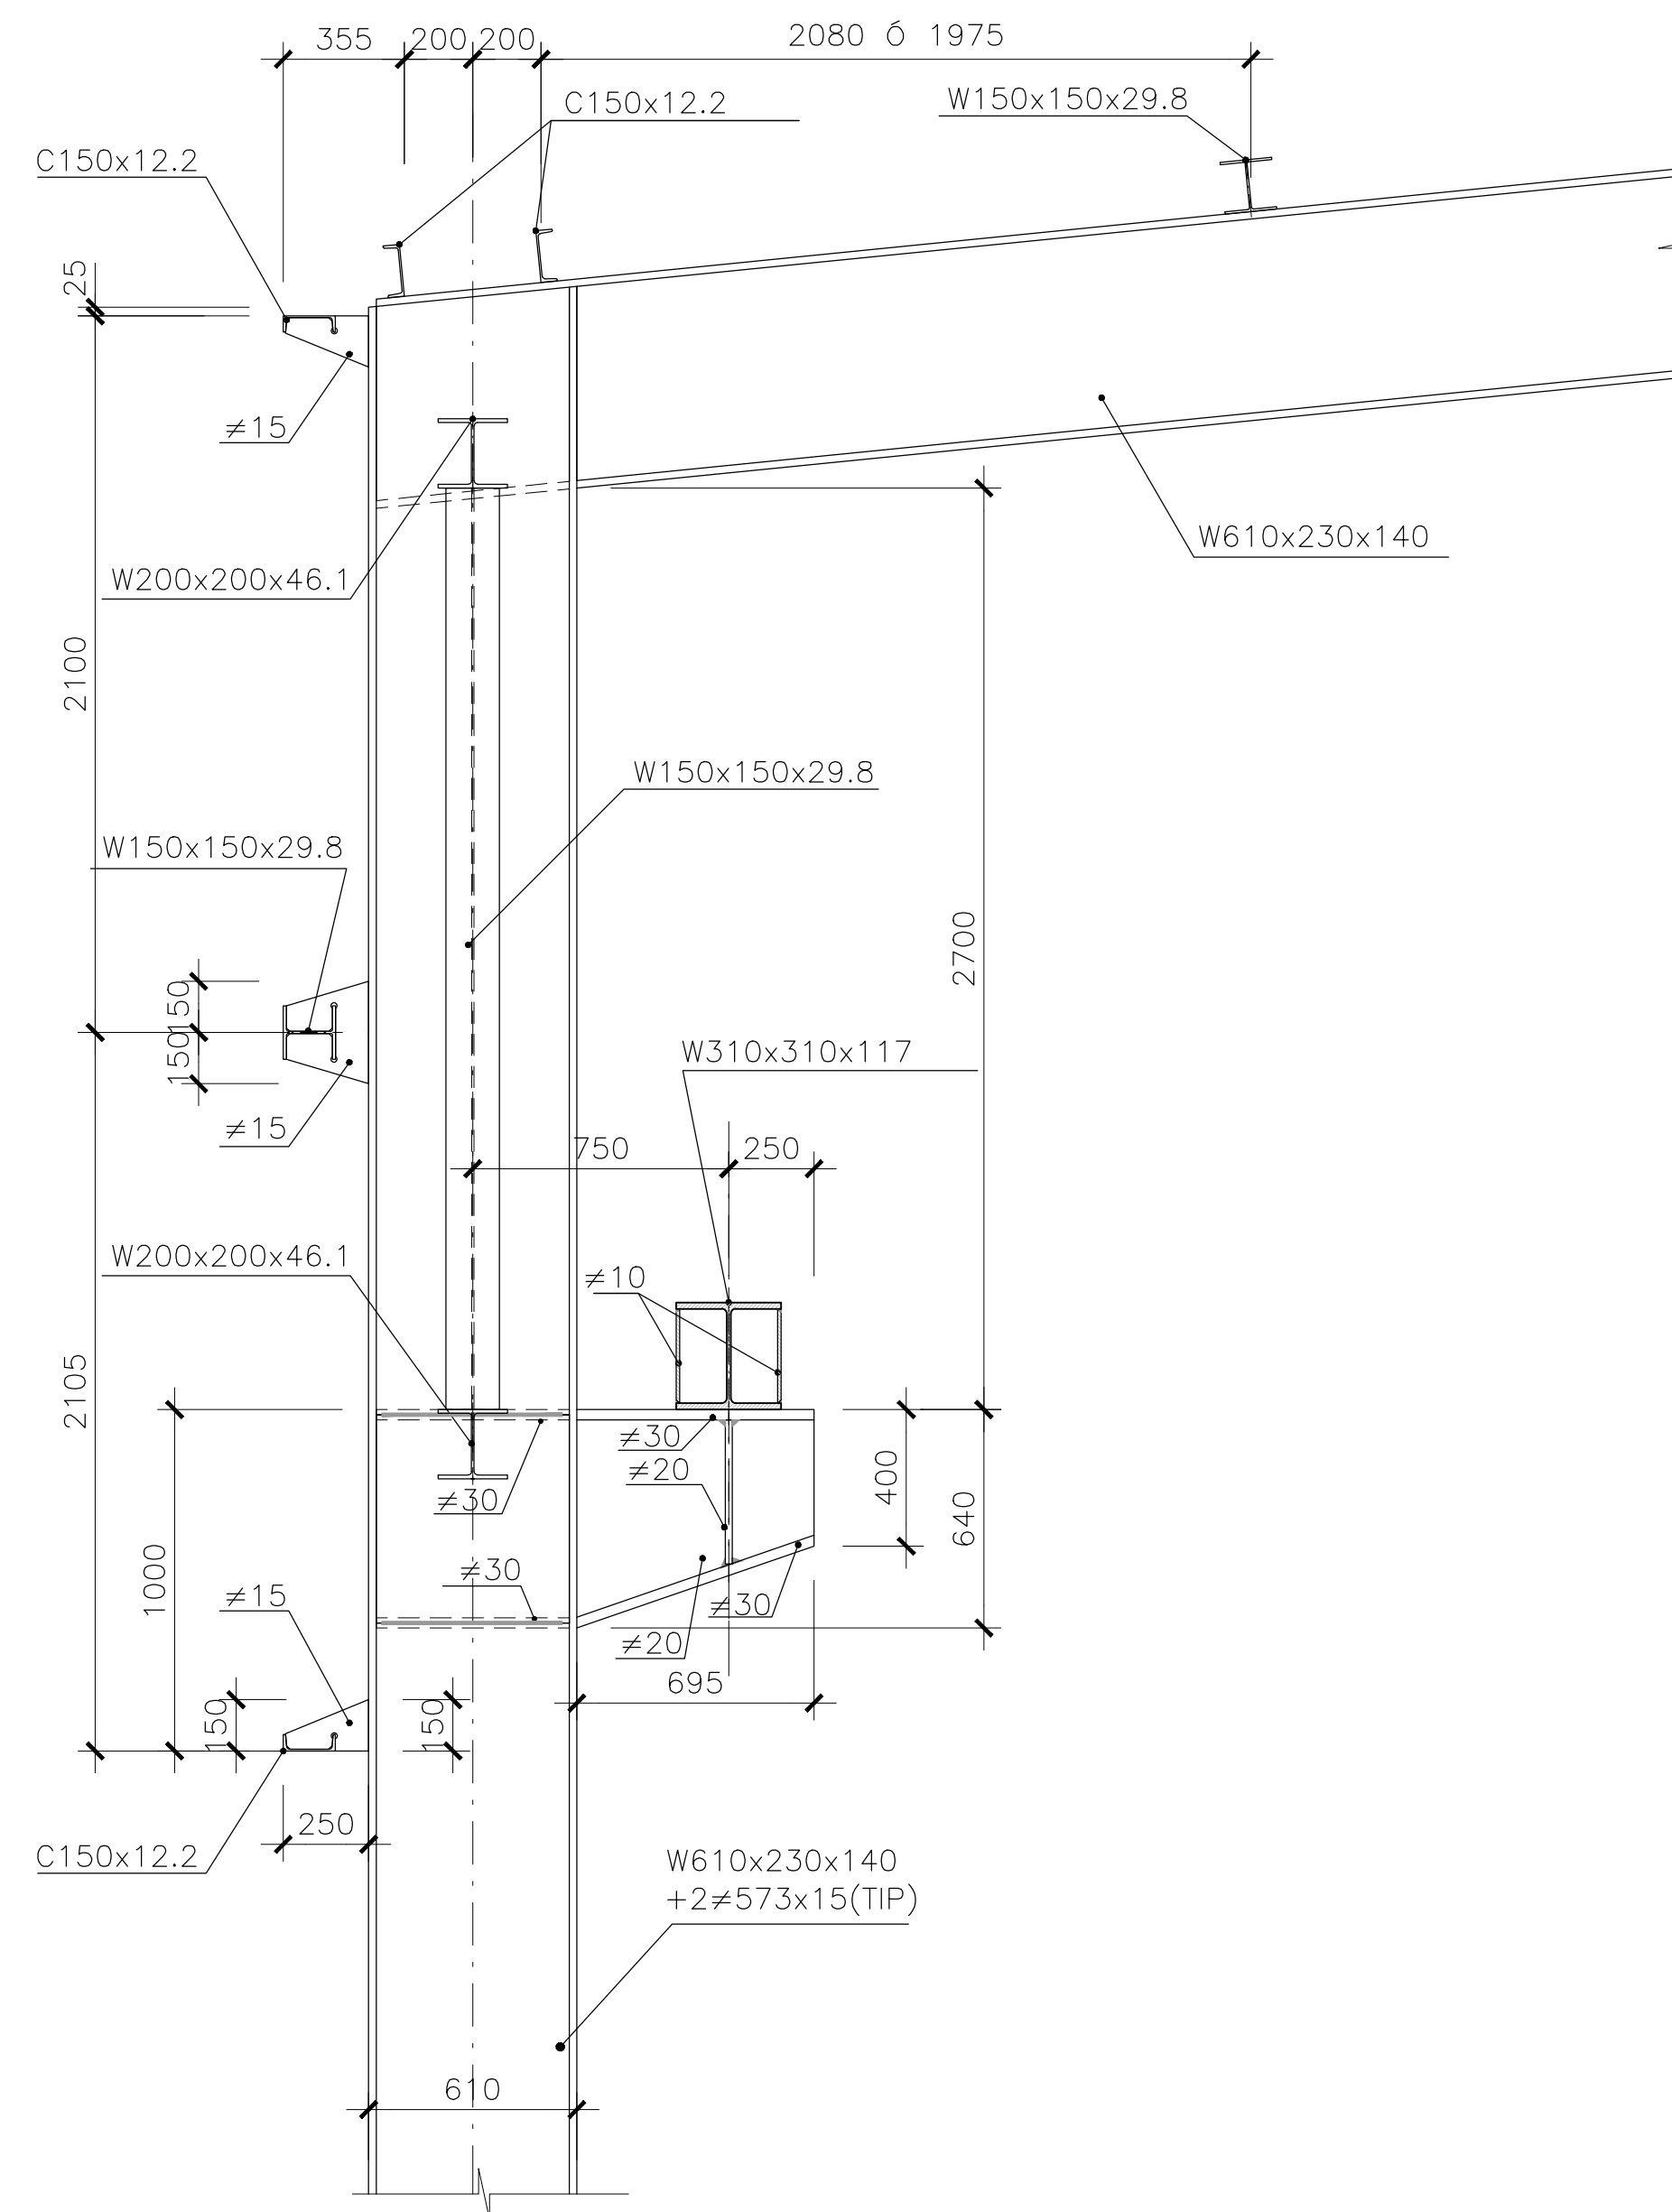 355
200
200
2080 Ó 1975
C150x12.2
W150x150x29.8
C150x12.2
25
≠15
W610x230x140
W200x200x46.1
2100
W150x150x29.8
W150x150x29.8
2700
150
150
W310x310x117
≠15
750
250
W200x200x46.1
≠10
2105
≠30
≠20
400
≠30
640
1000
≠30
≠15
≠30
≠20
695
150
150
250
C150x12.2
W610x230x140
+2≠573x15(TIP)
610